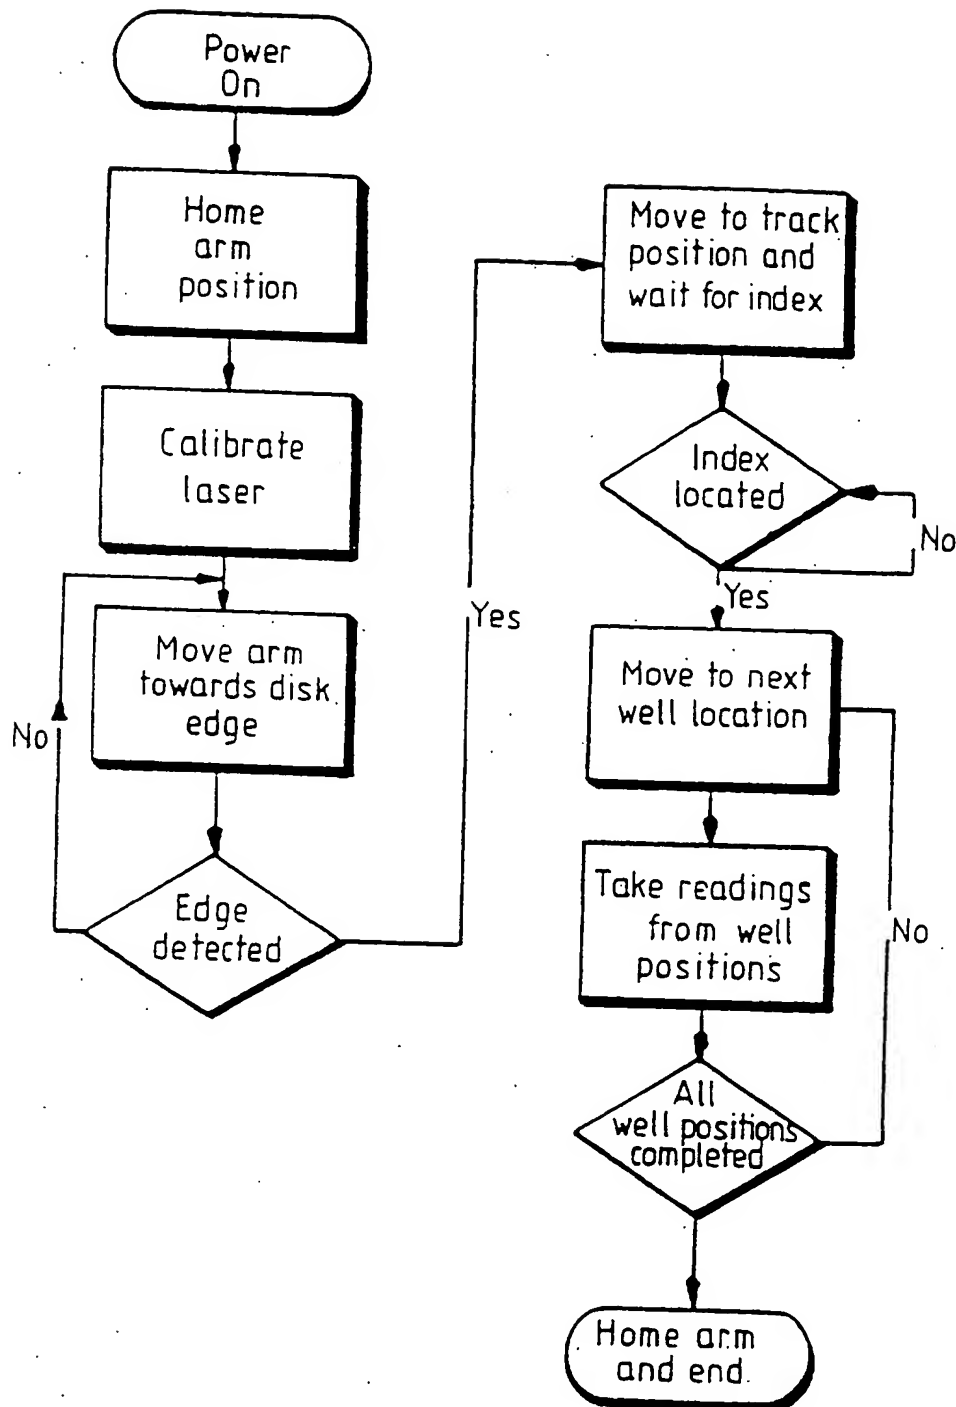 Power
On
Home
arm
position
Calibrate
laser
Move arm
towards disk
edge
No
Edge
detected
Yes
Move to track
position and
wait for index
Index
located
No
Yes
Move to next
well location
Take readings
from well
positions
No
All
well positions
completed
Home arm
and end.